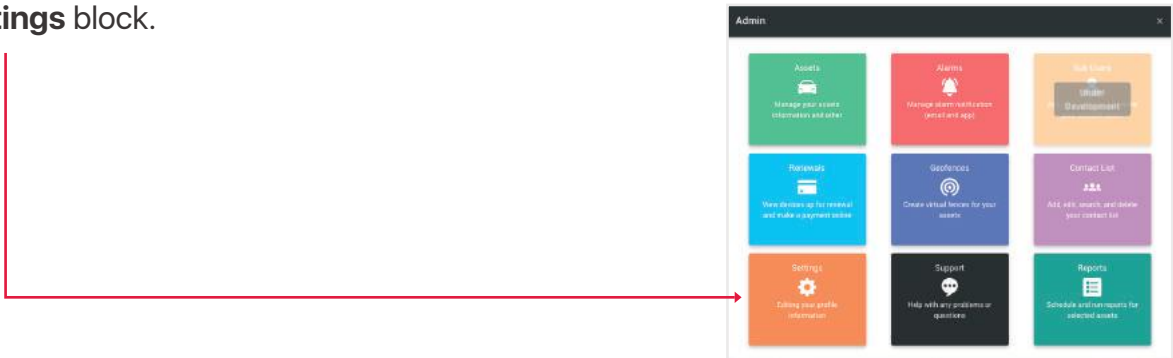 tings block.
Admin
×
Assets
Manage your assets
information and other
Alarms
Manage alarm notification
(email and app)
Sub Users
Under
Development
Renewals
View devices up for renewal
and make a payment online
Geofences
Create virtual fences for your
assets
Contact List
Add, edit, search, and delete
your contact list
Settings
Editing your profile
information
Support
Help with any problems or
questions
Reports
Schedule and run reports for
selected assets